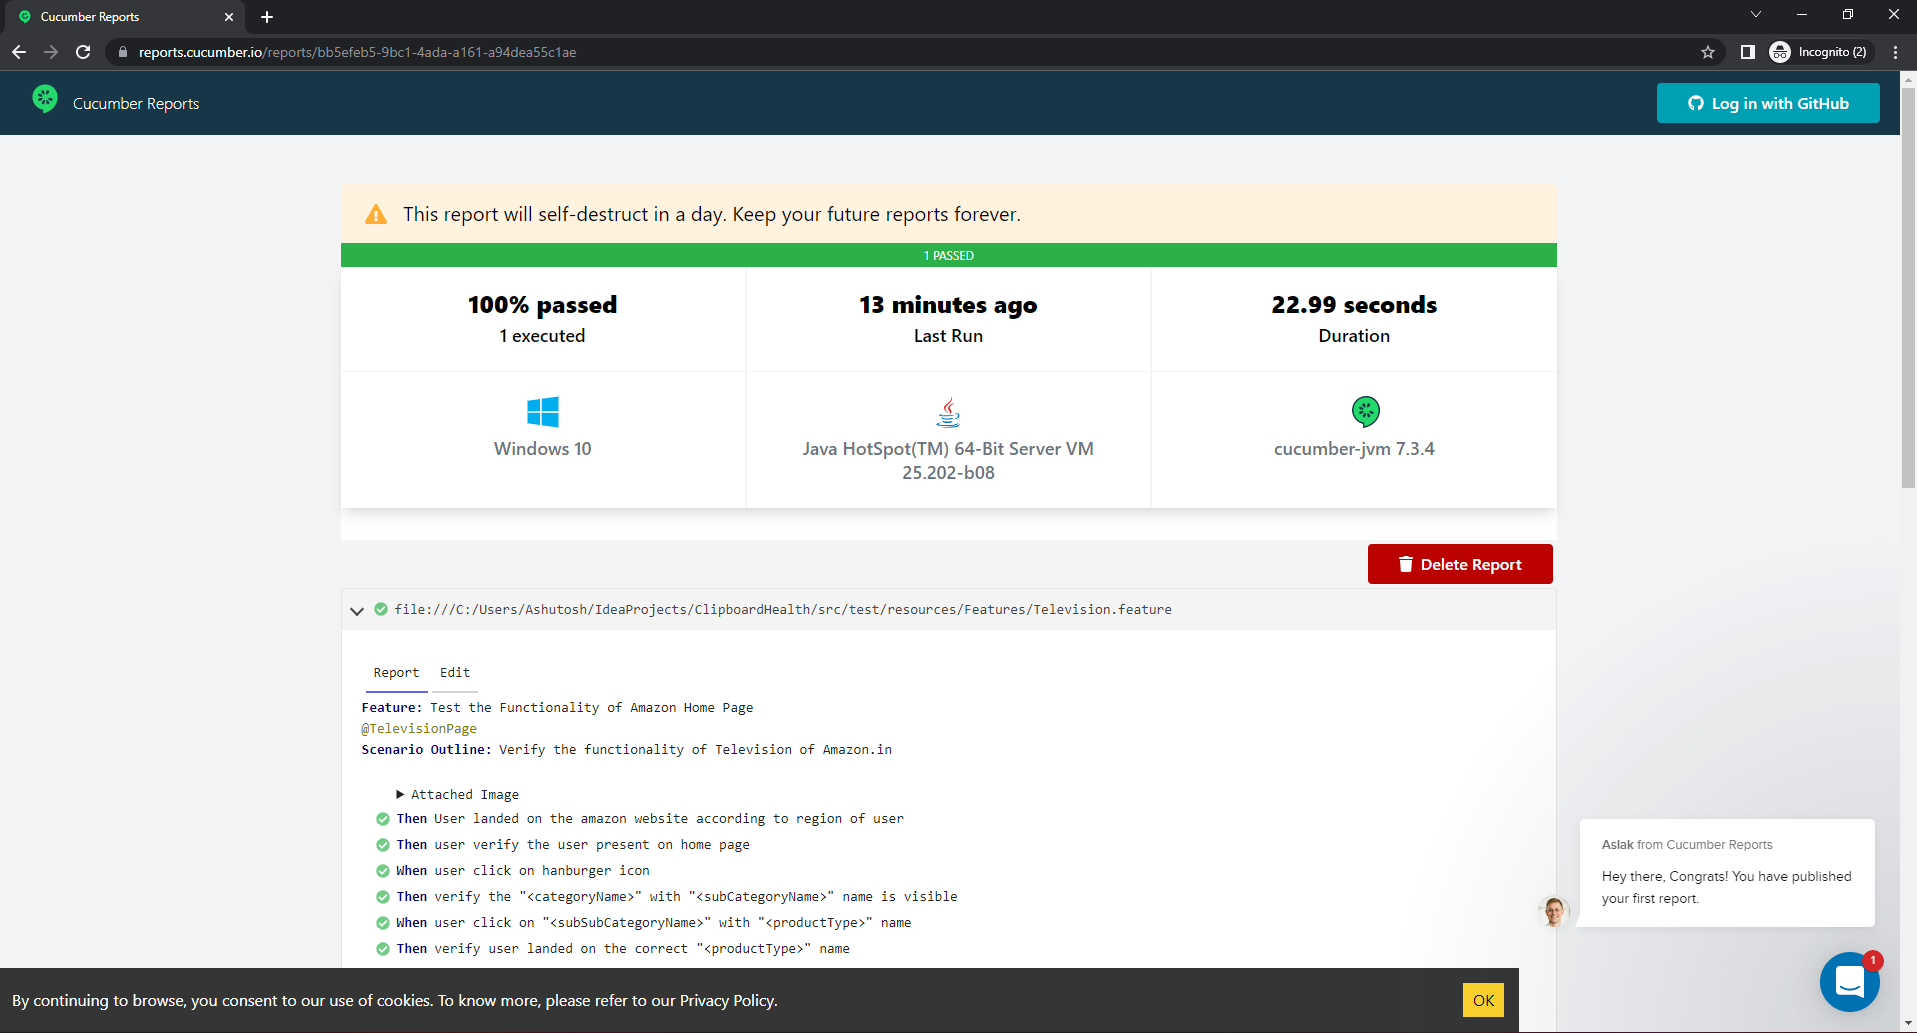 Cucumber Reports
reports.cucumber.io/reports/bb5efeb5-9bc1-4ada-a161-a94dea55c1ae
Incognito (2)
Cucumber Reports
Log in with GitHub
This report will self-destruct in a day. Keep your future reports forever.
1 PASSED
100% passed
1 executed
13 minutes ago
Last Run
22.99 seconds
Duration
Windows 10
Java HotSpot(TM) 64-Bit Server VM
25.202-b08
cucumber-jvm 7.3.4
Delete Report
file:///C:/Users/Ashutosh/IdeaProjects/ClipboardHealth/src/test/resources/Features/Television.feature
Report Edit
Feature: Test the Functionality of Amazon Home Page
@TelevisionPage
Scenario Outline: Verify the functionality of Television of Amazon.in
Attached Image
Then User landed on the amazon website according to region of user
Then user verify the user present on home page
When user click on hanburger icon
Then verify the "<categoryName>" with "<subCategoryName>" name is visible
When user click on "<subSubCategoryName>" with "<productType>" name
Then verify user landed on the correct "<productType>" name
Aslak from Cucumber Reports
Hey there, Congrats! You have published
your first report.
1
By continuing to browse, you consent to our use of cookies. To know more, please refer to our Privacy Policy.
OK